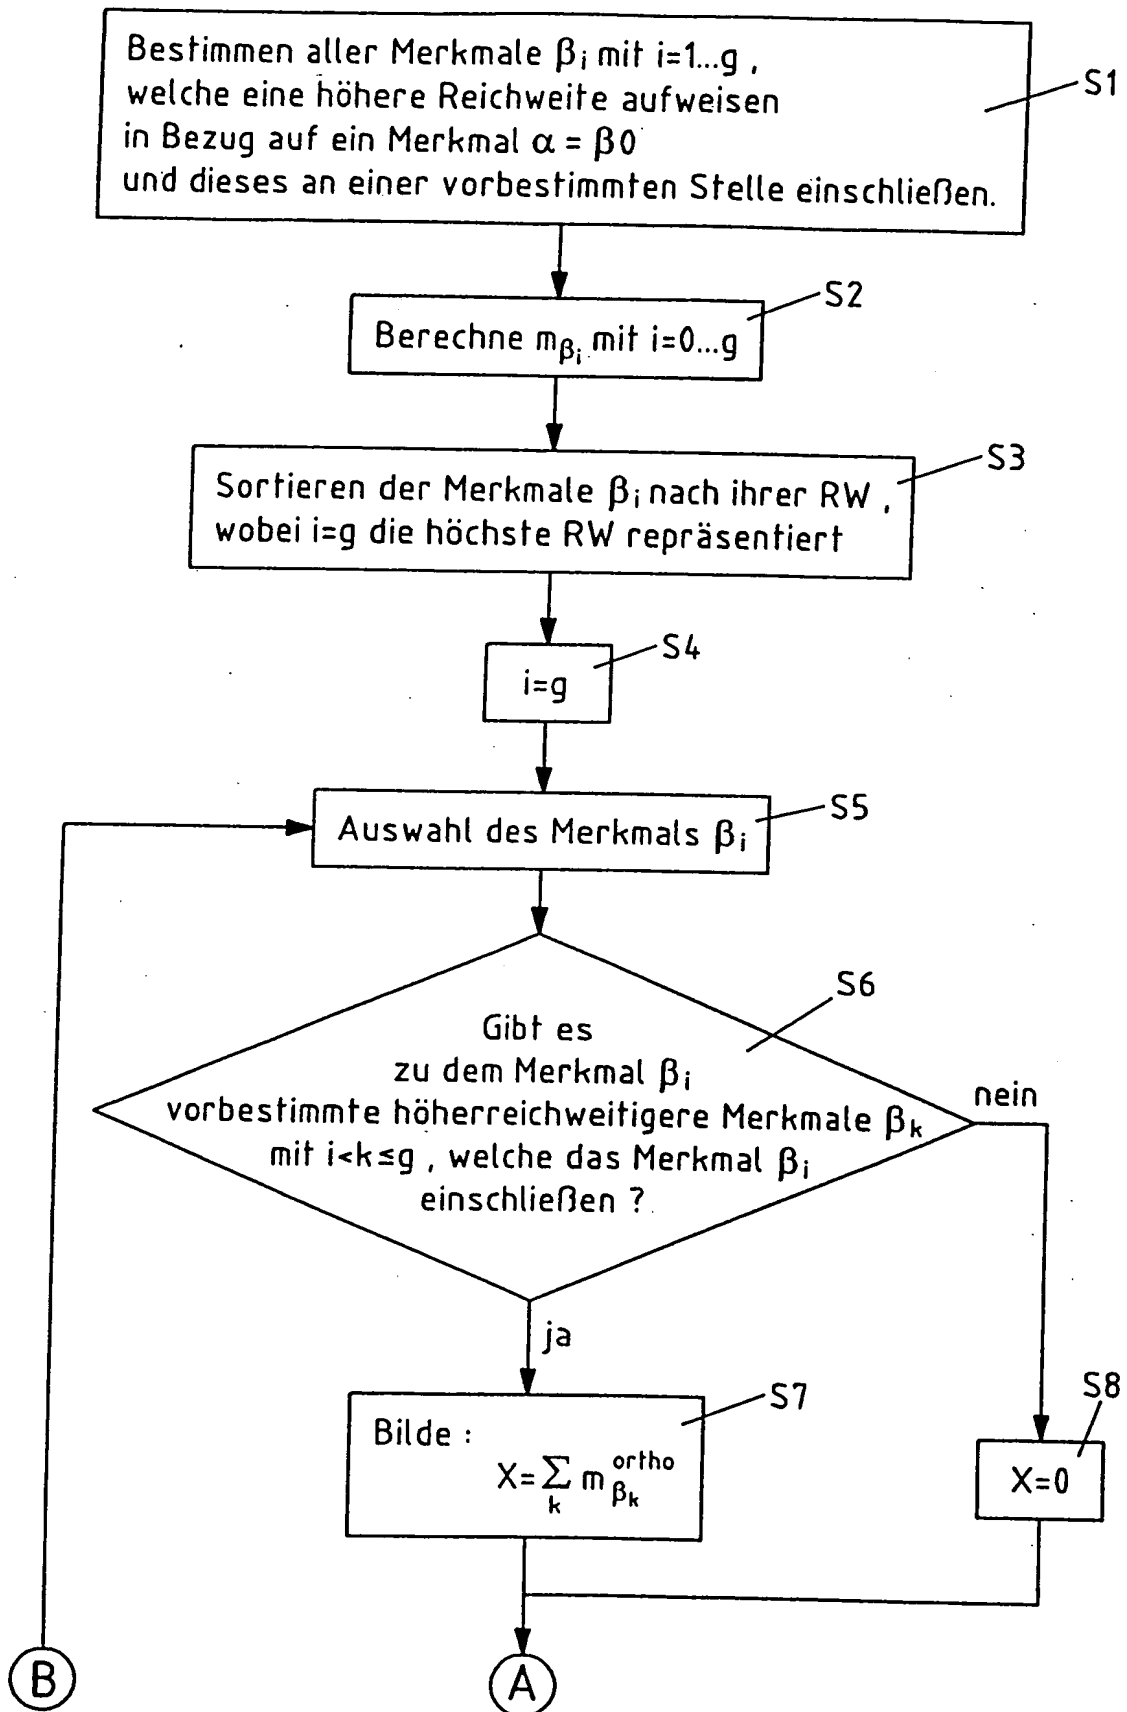 Bestimmen aller Merkmale βi mit i=1...g ,
welche eine höhere Reichweite aufweisen
in Bezug auf ein Merkmal α = β0
und dieses an einer vorbestimmten Stelle einschließen.
S1
S2
Berechne mβi mit i=0...g
S3
Sortieren der Merkmale βi nach ihrer RW ,
wobei i=g die höchste RW repräsentiert
S4
i=g
S5
Auswahl des Merkmals βi
S6
Gibt es
zu dem Merkmal βi
vorbestimmte höherreichweitigere Merkmale βk
mit i<k≤g , welche das Merkmal βi
einschließen ?
nein
ja
S7
Bilde :
X=∑k mβk^ortho
S8
X=0
B
A